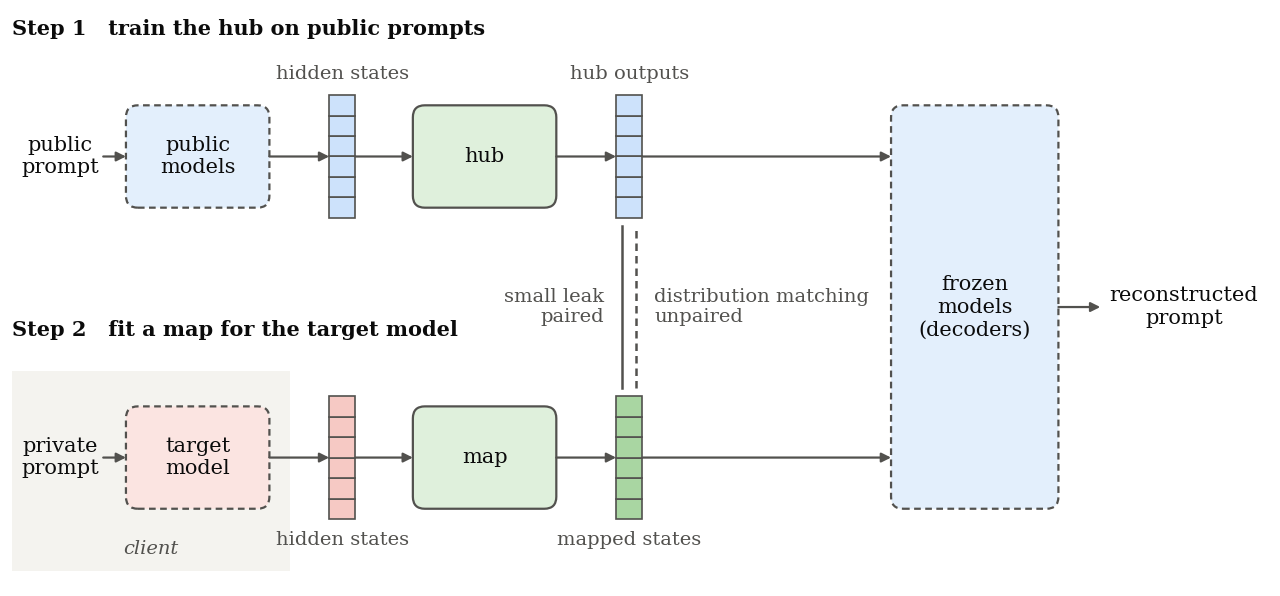 Step 1 train the hub on public prompts
hidden states
hub outputs
public
prompt
public
models
hub
small leak
paired
distribution matching
unpaired
frozen
models
(decoders)
reconstructed
prompt
Step 2 fit a map for the target model
private
prompt
target
model
map
client
hidden states
mapped states